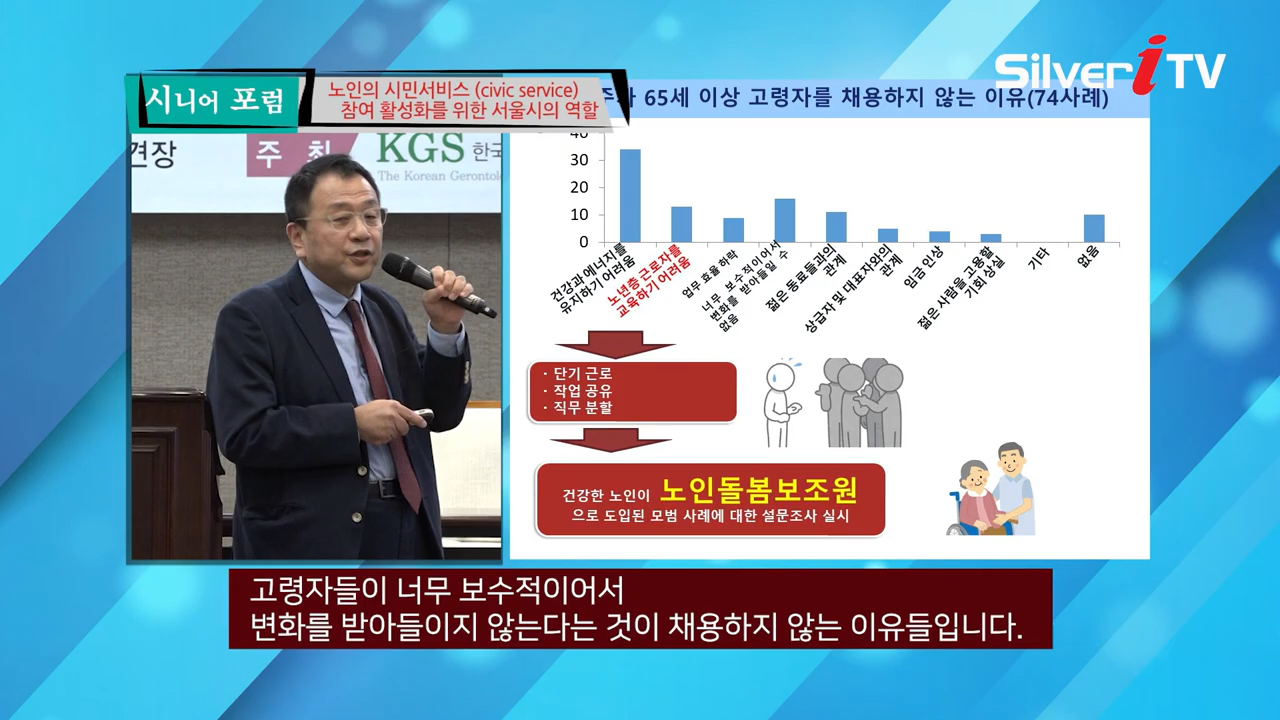 Silver i TV
시니어 포럼
노인의 시민서비스 (civic service)
참여 활성화를 위한 서울시의 역할
65세 이상 고령자를 채용하지 않는 이유(74사례)
견장
주 최
KGS 한국
The Korean Gerontolo
40
30
20
10
0
건강과 에너지를
유지하기 어려움
노년층 근로자를
교육하기 어려움
업무 효율 하락
너무 보수적이어서
변화를 받아들일 수
없음
젊은 동료들과의
관계
상급자 및 대표자와의
관계
임금 인상
젊은 사람을 고용할
기회 상실
기타
없음
· 단기 근로
· 작업 공유
· 직무 분할
건강한 노인이 노인돌봄보조원
으로 도입된 모범 사례에 대한 설문조사 실시
고령자들이 너무 보수적이어서
변화를 받아들이지 않는다는 것이 채용하지 않는 이유들입니다.